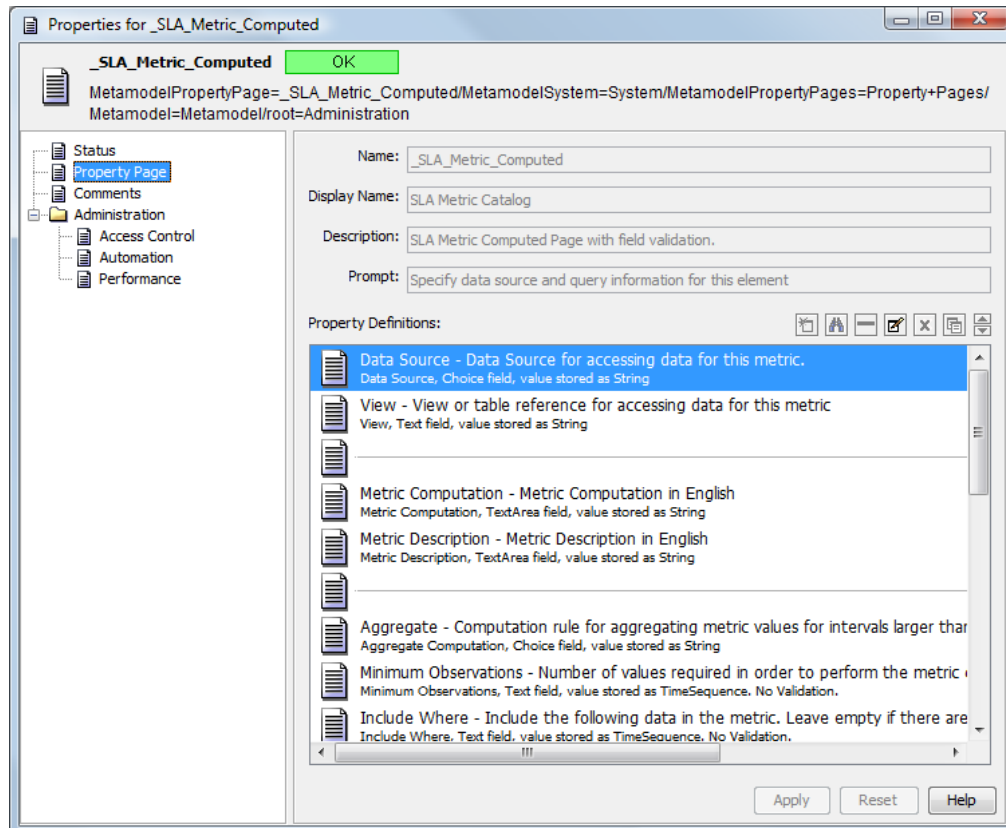 Properties for _SLA_Metric_Computed
_SLA_Metric_Computed OK
MetamodelPropertyPage=_SLA_Metric_Computed/MetamodelSystem=System/MetamodelPropertyPages=Property+Pages/
Metamodel=Metamodel/root=Administration
Status
Property Page
Comments
Administration
Access Control
Automation
Performance
Name: _SLA_Metric_Computed
Display Name: SLA Metric Catalog
Description: SLA Metric Computed Page with field validation.
Prompt: Specify data source and query information for this element
Property Definitions:
Data Source - Data Source for accessing data for this metric.
Data Source, Choice field, value stored as String
View - View or table reference for accessing data for this metric
View, Text field, value stored as String
Metric Computation - Metric Computation in English
Metric Computation, TextArea field, value stored as String
Metric Description - Metric Description in English
Metric Description, TextArea field, value stored as String
Aggregate - Computation rule for aggregating metric values for intervals larger than
Aggregate Computation, Choice field, value stored as String
Minimum Observations - Number of values required in order to perform the metric
Minimum Observations, Text field, value stored as TimeSequence. No Validation.
Include Where - Include the following data in the metric. Leave empty if there are
Include Where, Text field, value stored as TimeSequence. No Validation.
Apply Reset Help